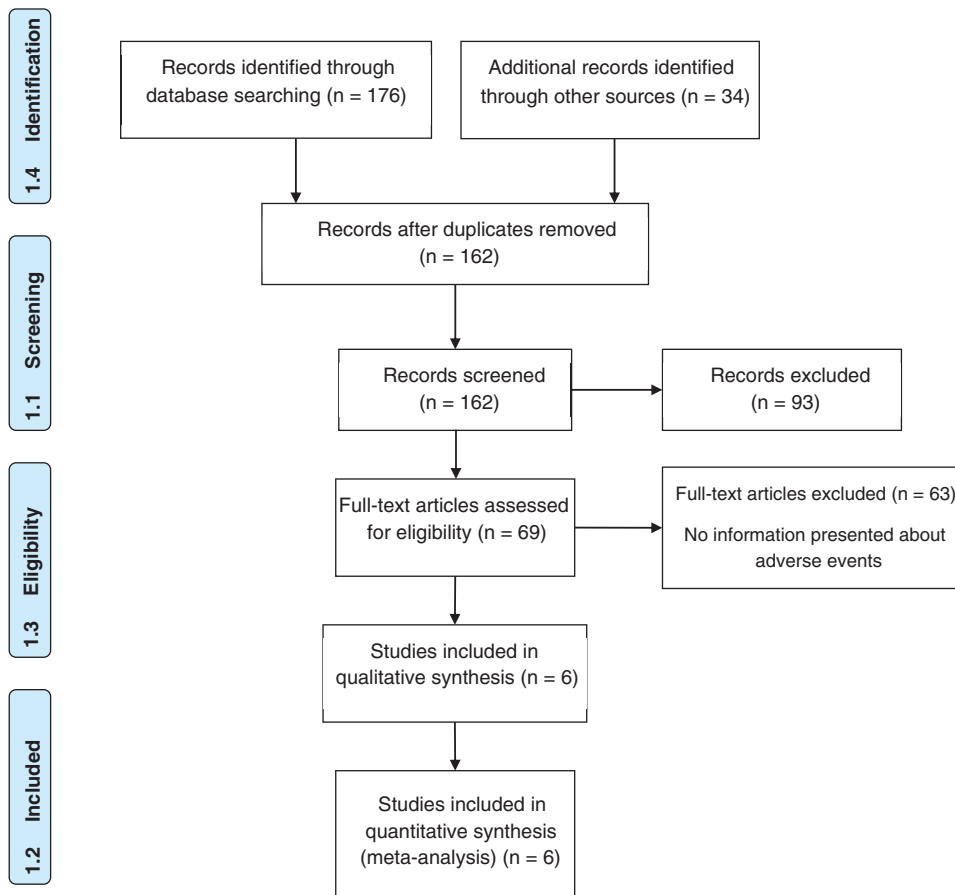 1.4 Identification
Records identified through
database searching (n = 176)
Additional records identified
through other sources (n = 34)
Records after duplicates removed
(n = 162)
1.1 Screening
Records screened
(n = 162)
Records excluded
(n = 93)
1.3 Eligibility
Full-text articles assessed
for eligibility (n = 69)
Full-text articles excluded (n = 63)
No information presented about
adverse events
Studies included in
qualitative synthesis (n = 6)
1.2 Included
Studies included in
quantitative synthesis
(meta-analysis) (n = 6)